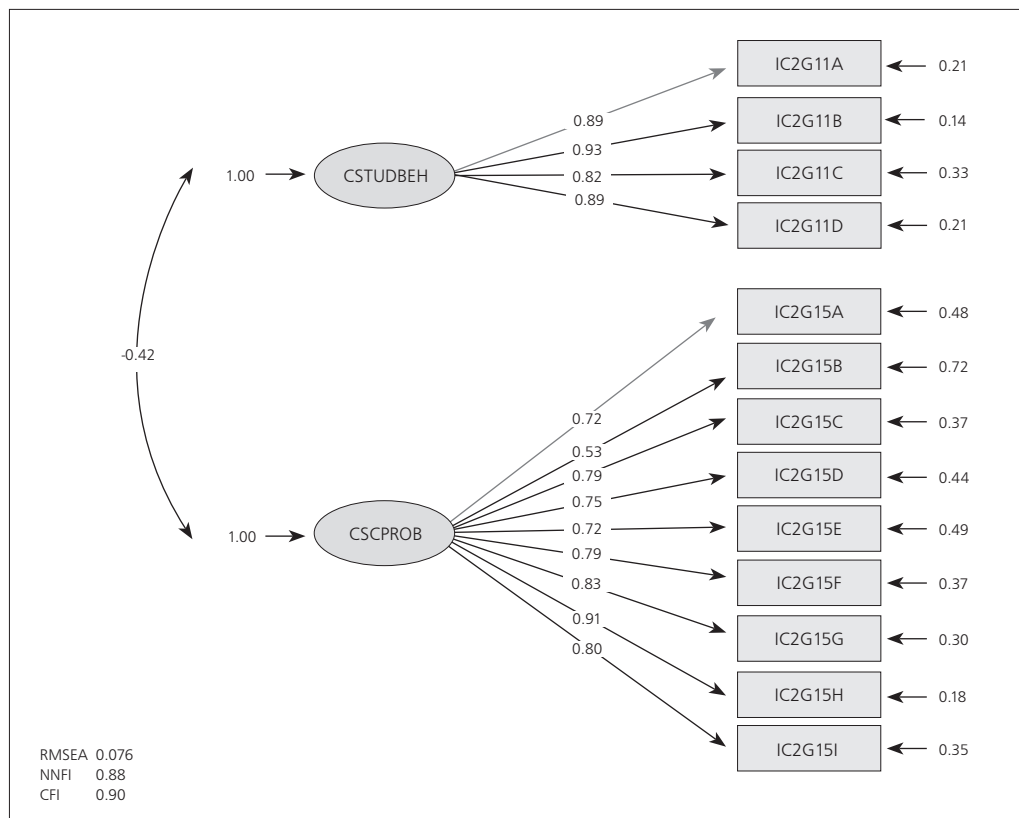 IC2G11A
0.21
0.89
IC2G11B
0.14
0.93
1.00
CSTUDBEH
0.82
IC2G11C
0.33
0.89
IC2G11D
0.21
-0.42
IC2G15A
0.48
0.72
IC2G15B
0.72
0.53
IC2G15C
0.37
0.79
0.75
IC2G15D
0.44
1.00
CSCPROB
0.72
IC2G15E
0.49
0.79
IC2G15F
0.37
0.83
IC2G15G
0.30
0.91
IC2G15H
0.18
0.80
IC2G15I
0.35
RMSEA 0.076
NNFI 0.88
CFI 0.90